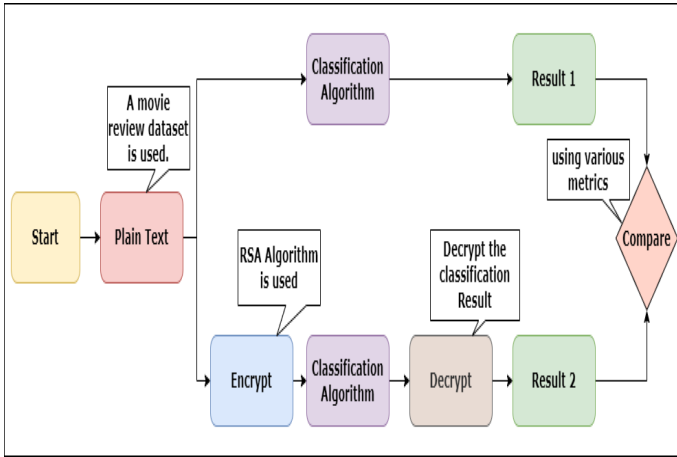 Start
A movie
review dataset
is used.
Plain Text
Classification
Algorithm
Result 1
using various
metrics
Compare
RSA Algorithm
is used
Encrypt
Classification
Algorithm
Decrypt the
classification
Result
Decrypt
Result 2